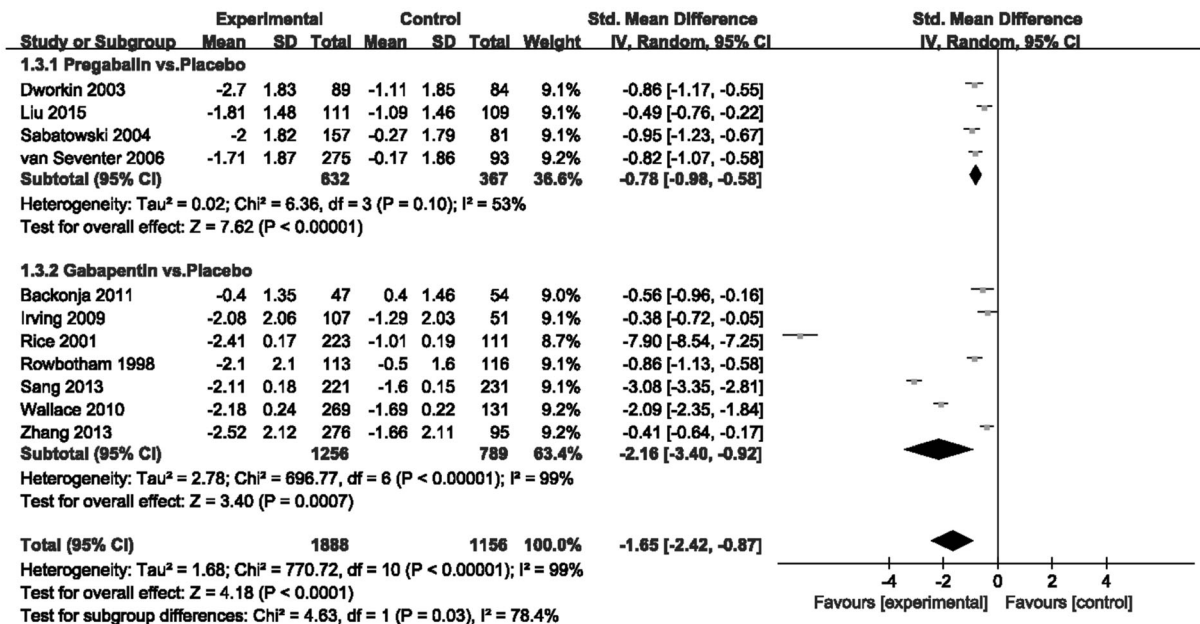 Experimental Control Std. Mean Difference Std. Mean Difference
Study or Subgroup Mean SD Total Mean SD Total Weight IV, Random, 95% CI IV, Random, 95% CI
1.3.1 Pregabalin vs.Placebo
Dworkin 2003 -2.7 1.83 89 -1.11 1.85 84 9.1% -0.86 [-1.17, -0.55]
Liu 2015 -1.81 1.48 111 -1.09 1.46 109 9.1% -0.49 [-0.76, -0.22]
Sabatowski 2004 -2 1.82 157 -0.27 1.79 81 9.1% -0.95 [-1.23, -0.67]
van Seventer 2006 -1.71 1.87 275 -0.17 1.86 93 9.2% -0.82 [-1.07, -0.58]
Subtotal (95% CI) 632 367 36.6% -0.78 [-0.98, -0.58]
Heterogeneity: Tau² = 0.02; Chi² = 6.36, df = 3 (P = 0.10); I² = 53%
Test for overall effect: Z = 7.62 (P < 0.00001)
1.3.2 Gabapentin vs.Placebo
Backonja 2011 -0.4 1.35 47 0.4 1.46 54 9.0% -0.56 [-0.96, -0.16]
Irving 2009 -2.08 2.06 107 -1.29 2.03 51 9.1% -0.38 [-0.72, -0.05]
Rice 2001 -2.41 0.17 223 -1.01 0.19 111 8.7% -7.90 [-8.54, -7.25]
Rowbotham 1998 -2.1 2.1 113 -0.5 1.6 116 9.1% -0.86 [-1.13, -0.58]
Sang 2013 -2.11 0.18 221 -1.6 0.15 231 9.1% -3.08 [-3.35, -2.81]
Wallace 2010 -2.18 0.24 269 -1.69 0.22 131 9.2% -2.09 [-2.35, -1.84]
Zhang 2013 -2.52 2.12 276 -1.66 2.11 95 9.2% -0.41 [-0.64, -0.17]
Subtotal (95% CI) 1256 789 63.4% -2.16 [-3.40, -0.92]
Heterogeneity: Tau² = 2.78; Chi² = 696.77, df = 6 (P < 0.00001); I² = 99%
Test for overall effect: Z = 3.40 (P = 0.0007)
Total (95% CI) 1888 1156 100.0% -1.65 [-2.42, -0.87]
Heterogeneity: Tau² = 1.68; Chi² = 770.72, df = 10 (P < 0.00001); I² = 99%
Test for overall effect: Z = 4.18 (P < 0.0001)
Test for subgroup differences: Chi² = 4.63, df = 1 (P = 0.03), I² = 78.4%
-4 -2 0 2 4
Favours [experimental] Favours [control]